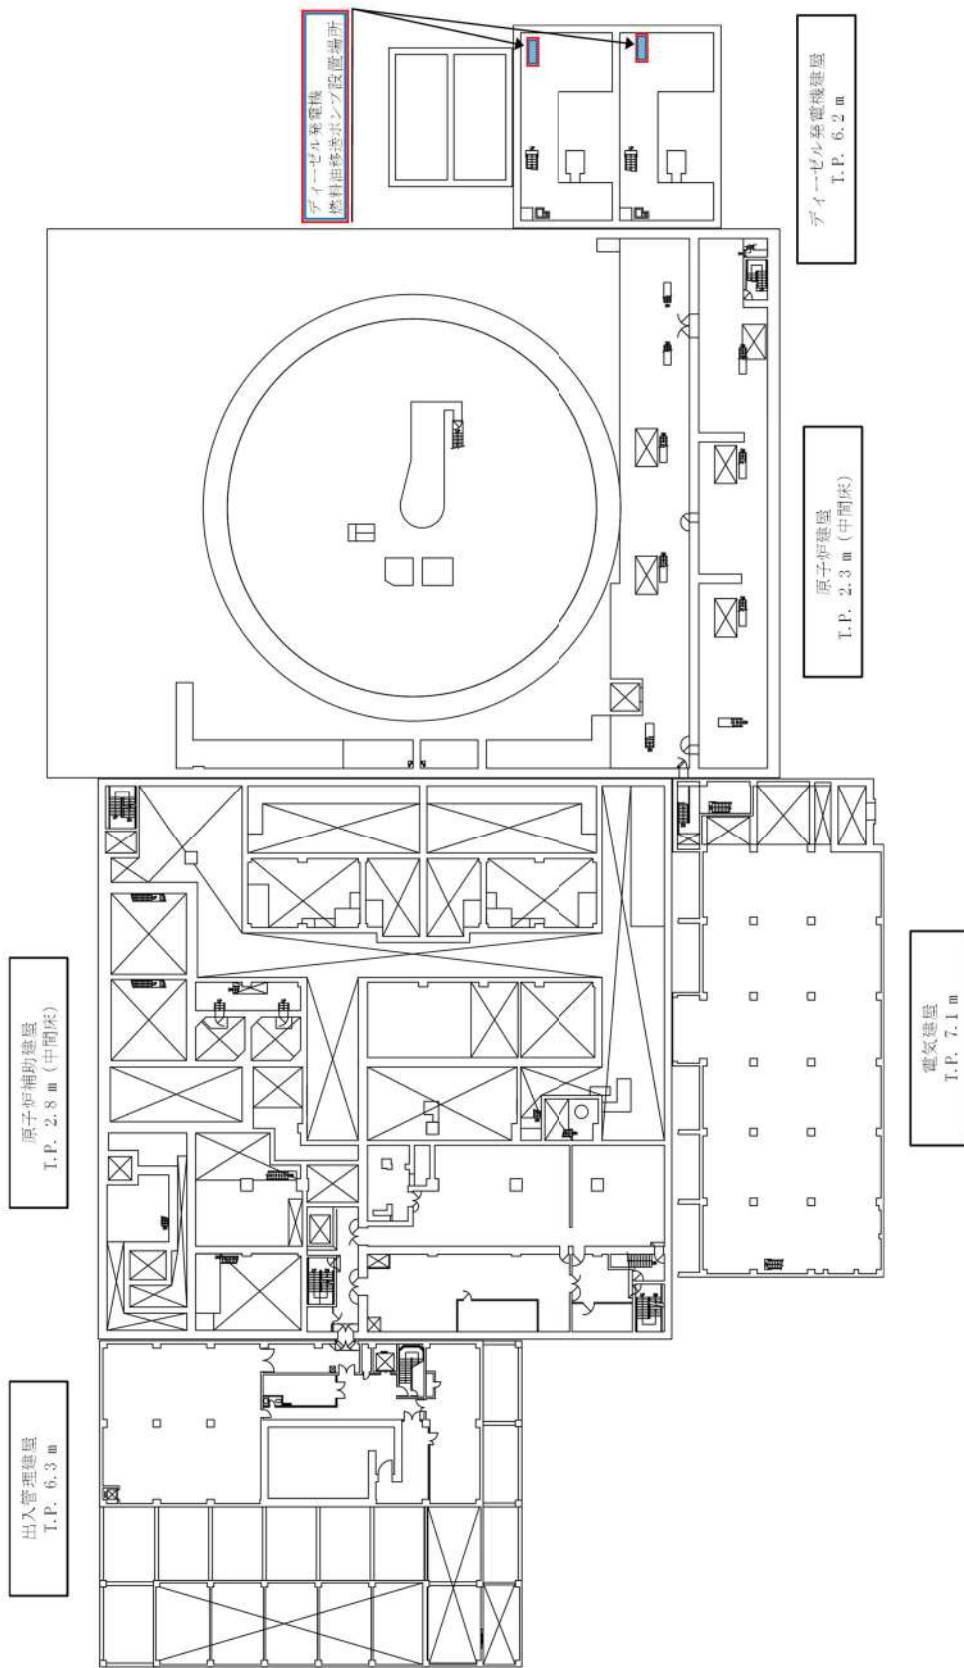 ディーゼル発電機
燃料油移送ポンプ設置場所
ディーゼル発電機建屋
T.P. 6.2 m
原子炉建屋
T.P. 2.3 m (中間床)
原子炉補助建屋
T.P. 2.8 m (中間床)
電気建屋
T.P. 7.1 m
出入管理建屋
T.P. 6.3 m